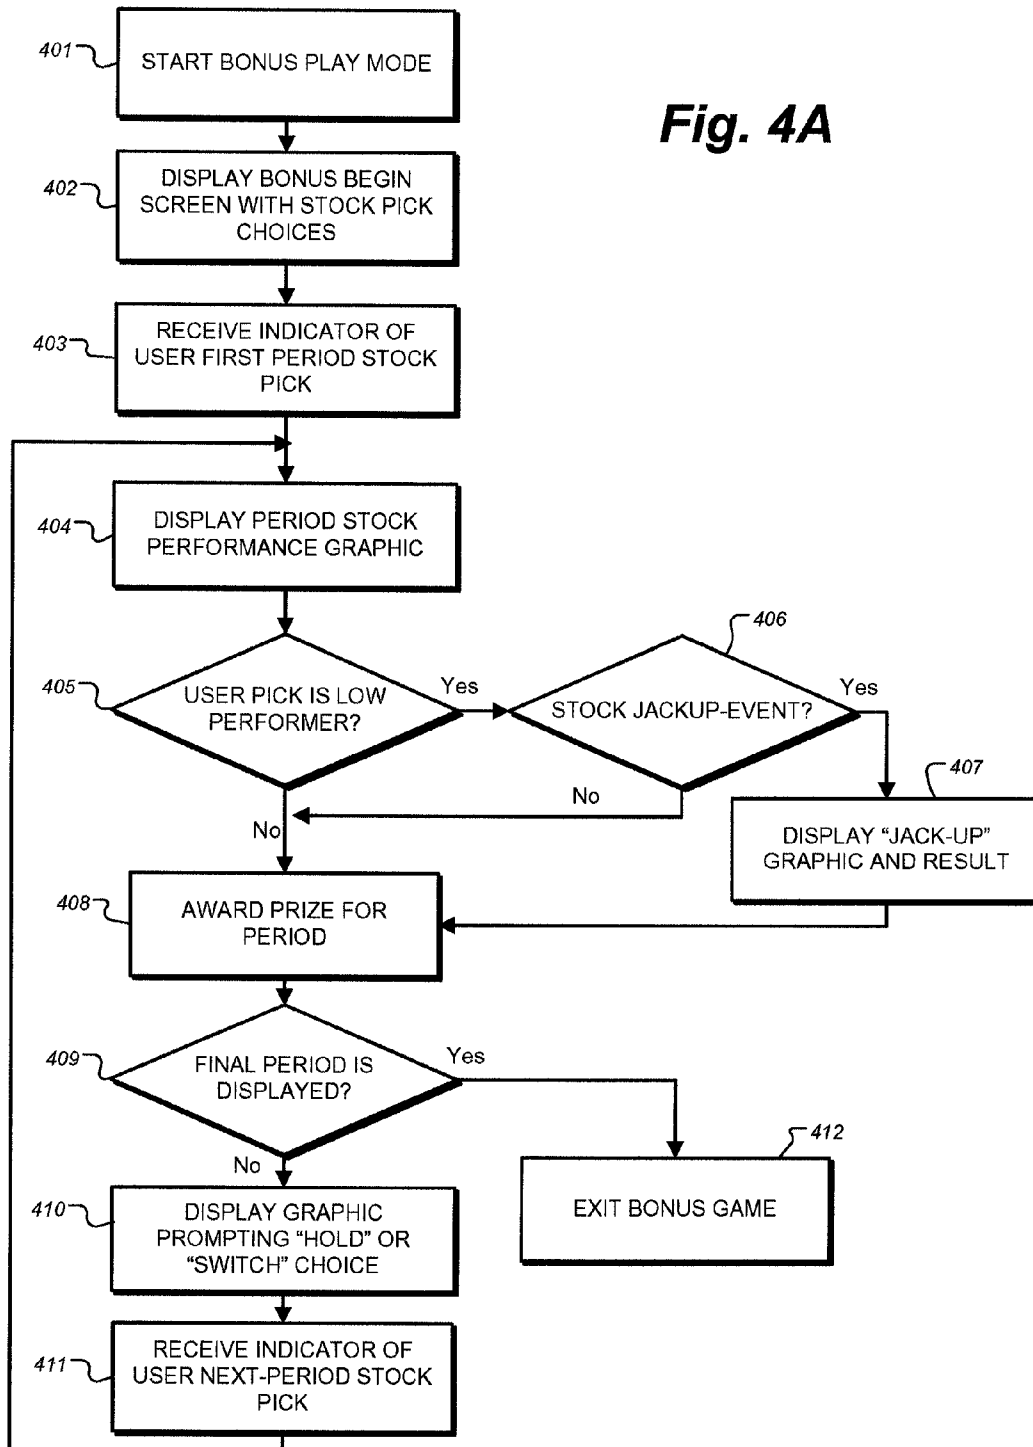 Fig. 4A
401
START BONUS PLAY MODE
402
DISPLAY BONUS BEGIN
SCREEN WITH STOCK PICK
CHOICES
403
RECEIVE INDICATOR OF
USER FIRST PERIOD STOCK
PICK
404
DISPLAY PERIOD STOCK
PERFORMANCE GRAPHIC
405
USER PICK IS LOW
PERFORMER?
Yes
No
406
STOCK JACKUP-EVENT?
Yes
No
407
DISPLAY “JACK-UP”
GRAPHIC AND RESULT
408
AWARD PRIZE FOR
PERIOD
409
FINAL PERIOD IS
DISPLAYED?
Yes
No
412
EXIT BONUS GAME
410
DISPLAY GRAPHIC
PROMPTING “HOLD” OR
“SWITCH” CHOICE
411
RECEIVE INDICATOR OF
USER NEXT-PERIOD STOCK
PICK